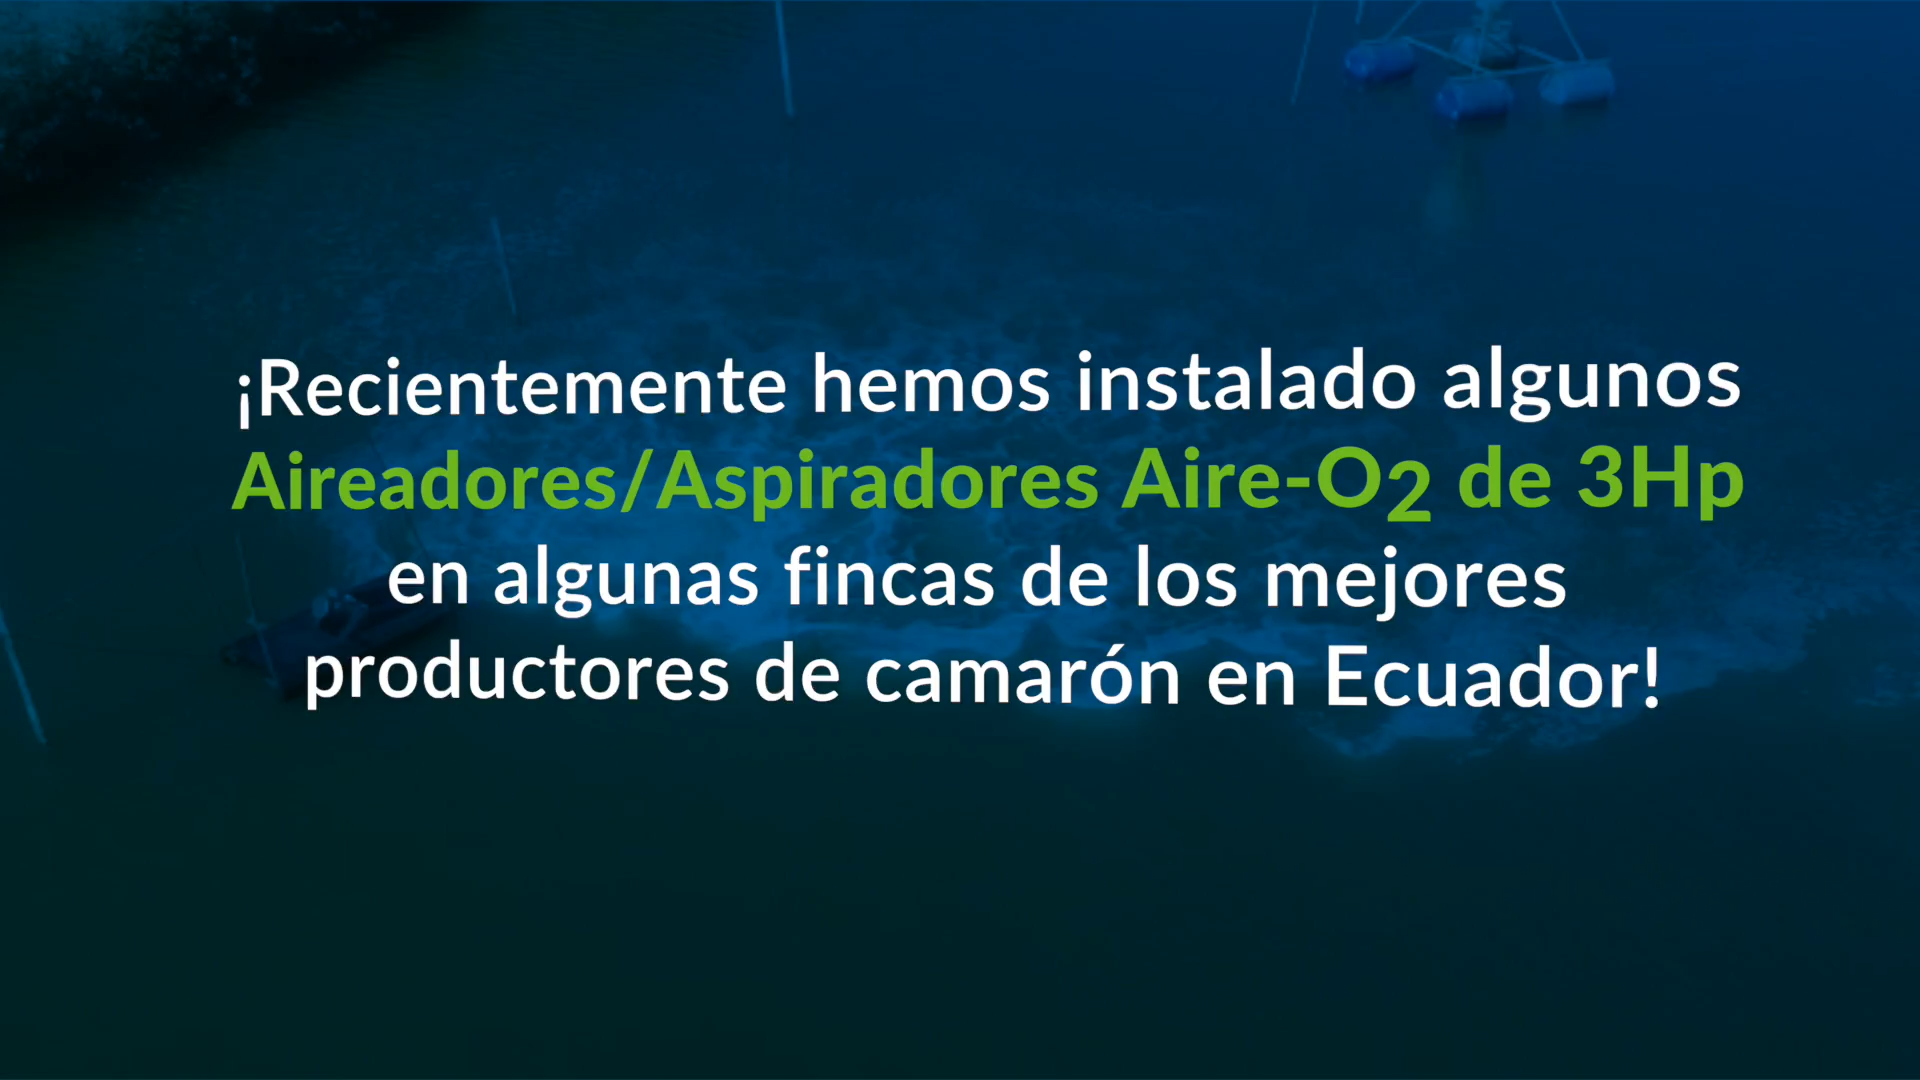 ¡Recientemente hemos instalado algunos
Aireadores/Aspiradores Aire-O2 de 3Hp
en algunas fincas de los mejores
productores de camarón en Ecuador!